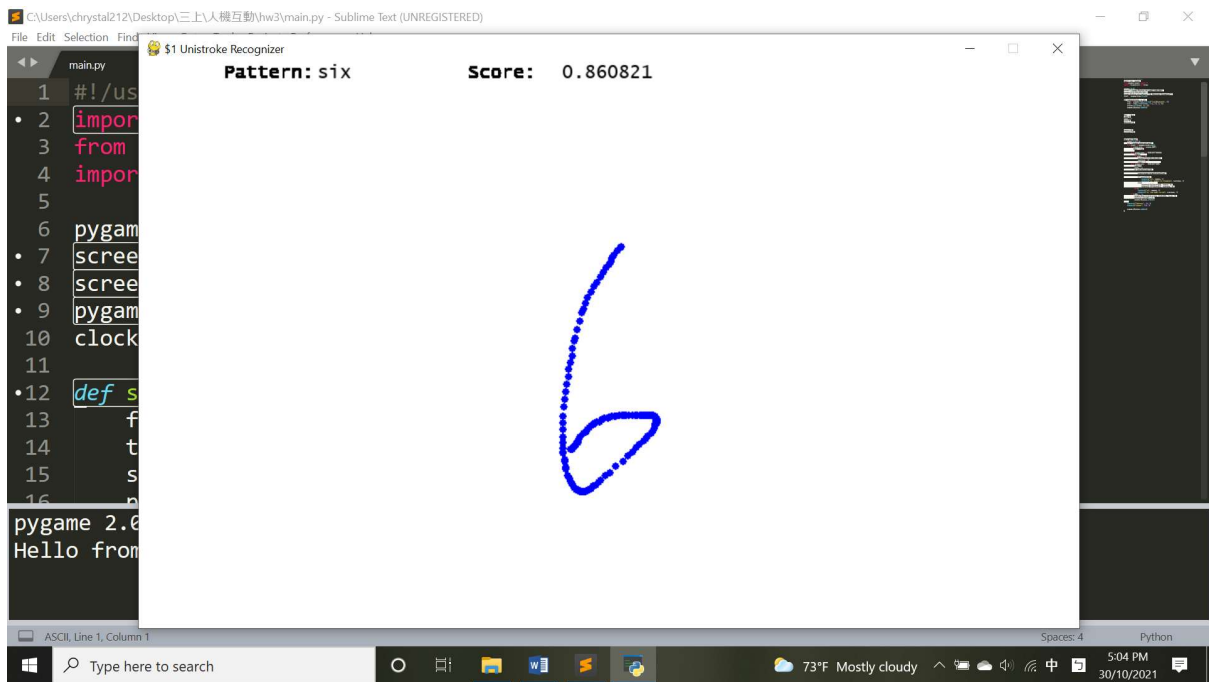 C:\Users\chrystal212\Desktop\三上\人機互動\hw3\main.py - Sublime Text (UNREGISTERED)
File Edit Selection Find
$1 Unistroke Recognizer
main.py
Pattern: six Score: 0.860821
1 #!/us
2 impor
3 from
4 impor
5
6 pygam
7 scree
8 scree
9 pygam
10 clock
11
12 def s
13 f
14 t
15 s
16 p
6
pygame 2.0
Hello from
ASCII, Line 1, Column 1 Spaces: 4 Python
Type here to search 73°F Mostly cloudy 中 5:04 PM
30/10/2021